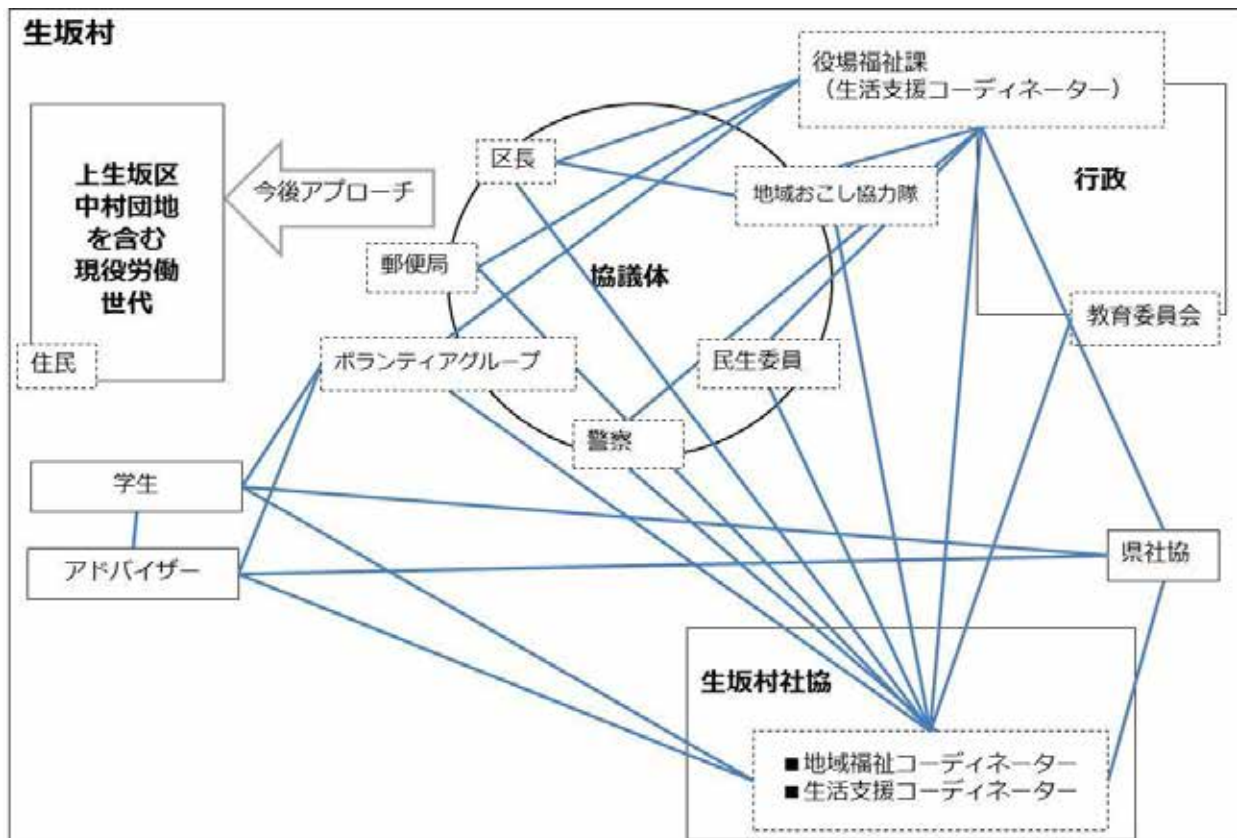 生坂村
役場福祉課
（生活支援コーディネーター）
行政
区長
地域おこし協力隊
上生坂区
中村団地
を含む
現役労働
世代
今後アプローチ
郵便局
協議体
教育委員会
住民
ボランティアグループ
民生委員
警察
学生
アドバイザー
県社協
生坂村社協
■地域福祉コーディネーター
■生活支援コーディネーター